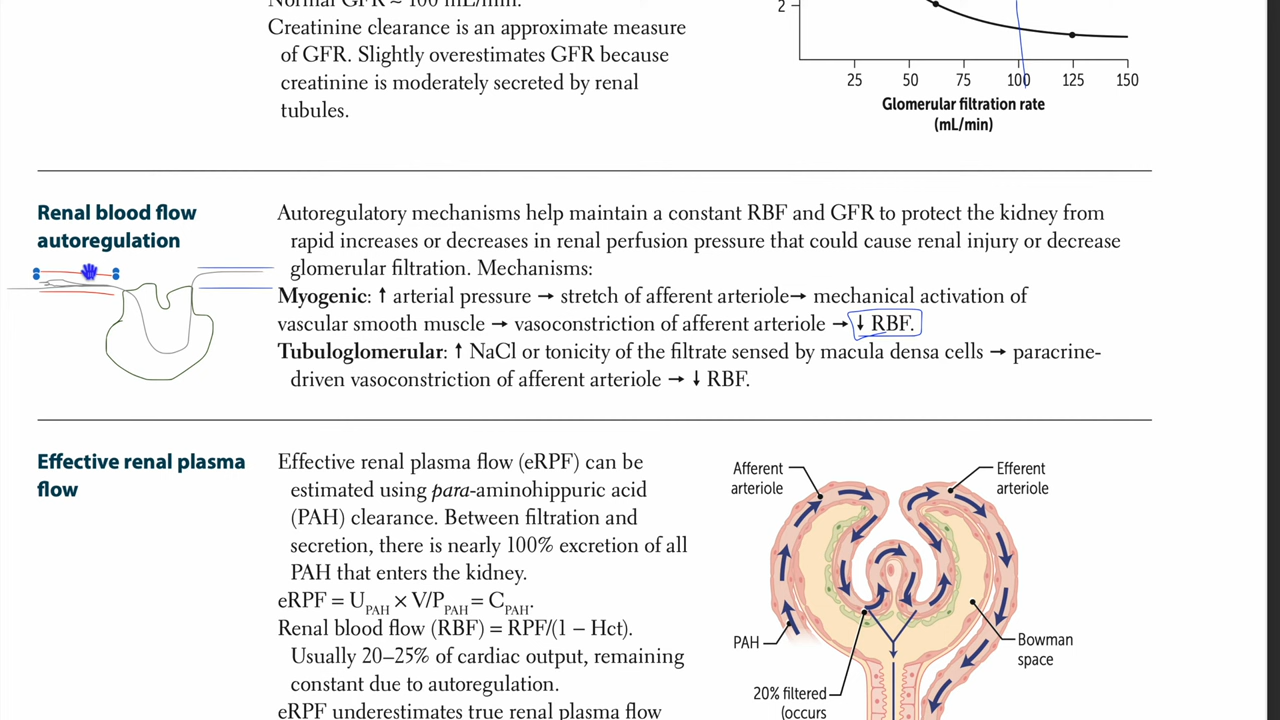 Normal GFR ≈ 100 mL/min.
Creatinine clearance is an approximate measure
of GFR. Slightly overestimates GFR because
creatinine is moderately secreted by renal
tubules.
2
25 50 75 100 125 150
Glomerular filtration rate
(mL/min)
Renal blood flow
autoregulation
Autoregulatory mechanisms help maintain a constant RBF and GFR to protect the kidney from
rapid increases or decreases in renal perfusion pressure that could cause renal injury or decrease
glomerular filtration. Mechanisms:
Myogenic: ↑ arterial pressure → stretch of afferent arteriole→ mechanical activation of
vascular smooth muscle → vasoconstriction of afferent arteriole → ↓ RBF.
Tubuloglomerular: ↑ NaCl or tonicity of the filtrate sensed by macula densa cells → paracrine-
driven vasoconstriction of afferent arteriole → ↓ RBF.
Effective renal plasma
flow
Effective renal plasma flow (eRPF) can be
estimated using para-aminohippuric acid
(PAH) clearance. Between filtration and
secretion, there is nearly 100% excretion of all
PAH that enters the kidney.
eRPF = UPAH × V/PPAH = CPAH.
Renal blood flow (RBF) = RPF/(1 − Hct).
Usually 20–25% of cardiac output, remaining
constant due to autoregulation.
eRPF underestimates true renal plasma flow
Afferent
arteriole
Efferent
arteriole
PAH
Bowman
space
20% filtered
(occurs